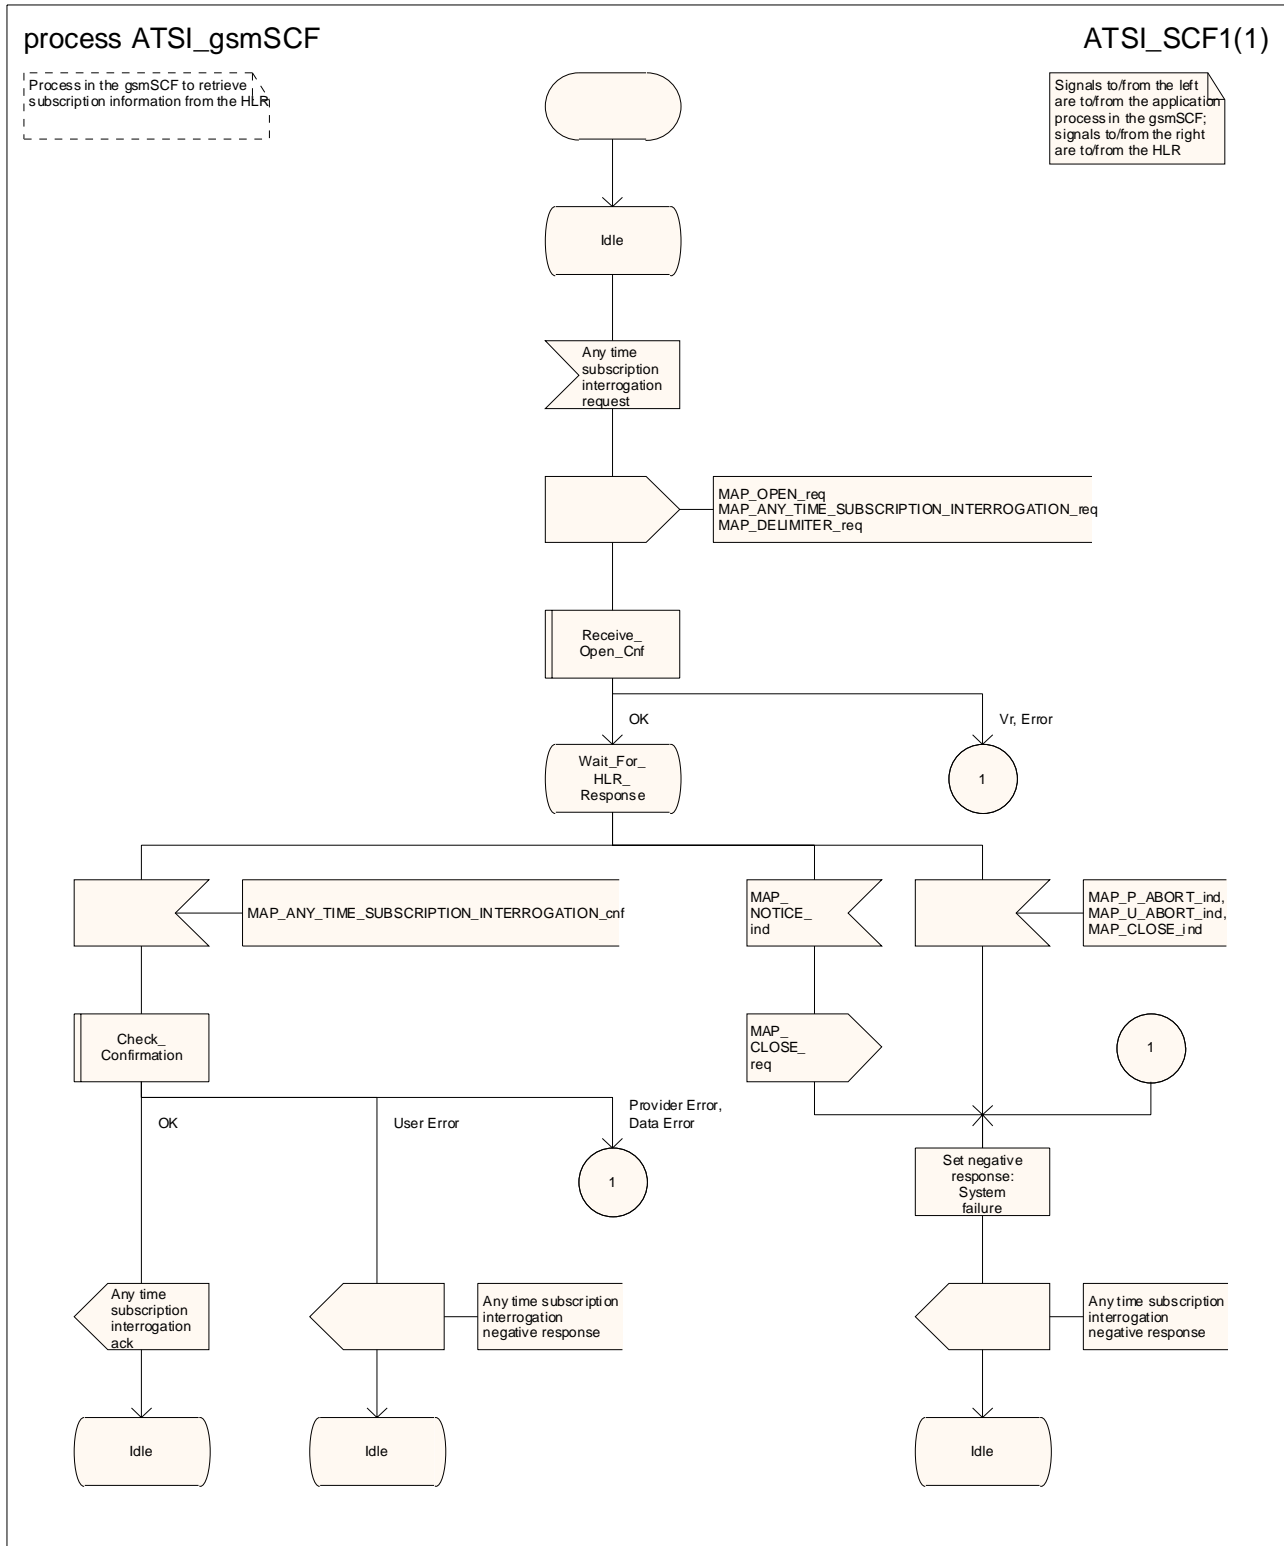 process ATSI_gsmSCF
ATSI_SCF1(1)
Process in the gsmSCF to retrieve
subscription information from the HLR
Signals to/from the left
are to/from the application
process in the gsmSCF;
signals to/from the right
are to/from the HLR
Idle
Any time
subscription
interrogation
request
MAP_OPEN_req
MAP_ANY_TIME_SUBSCRIPTION_INTERROGATION_req
MAP_DELIMITER_req
Receive_
Open_Cnf
OK
Vr, Error
Wait_For_
HLR_
Response
1
MAP_ANY_TIME_SUBSCRIPTION_INTERROGATION_cnf
MAP_
NOTICE_
ind
MAP_P_ABORT_ind,
MAP_U_ABORT_ind,
MAP_CLOSE_ind
Check_
Confirmation
MAP_
CLOSE_
req
1
OK
User Error
Provider Error,
Data Error
1
Set negative
response:
System
failure
Any time
subscription
interrogation
ack
Any time subscription
interrogation
negative response
Any time subscription
interrogation
negative response
Idle
Idle
Idle